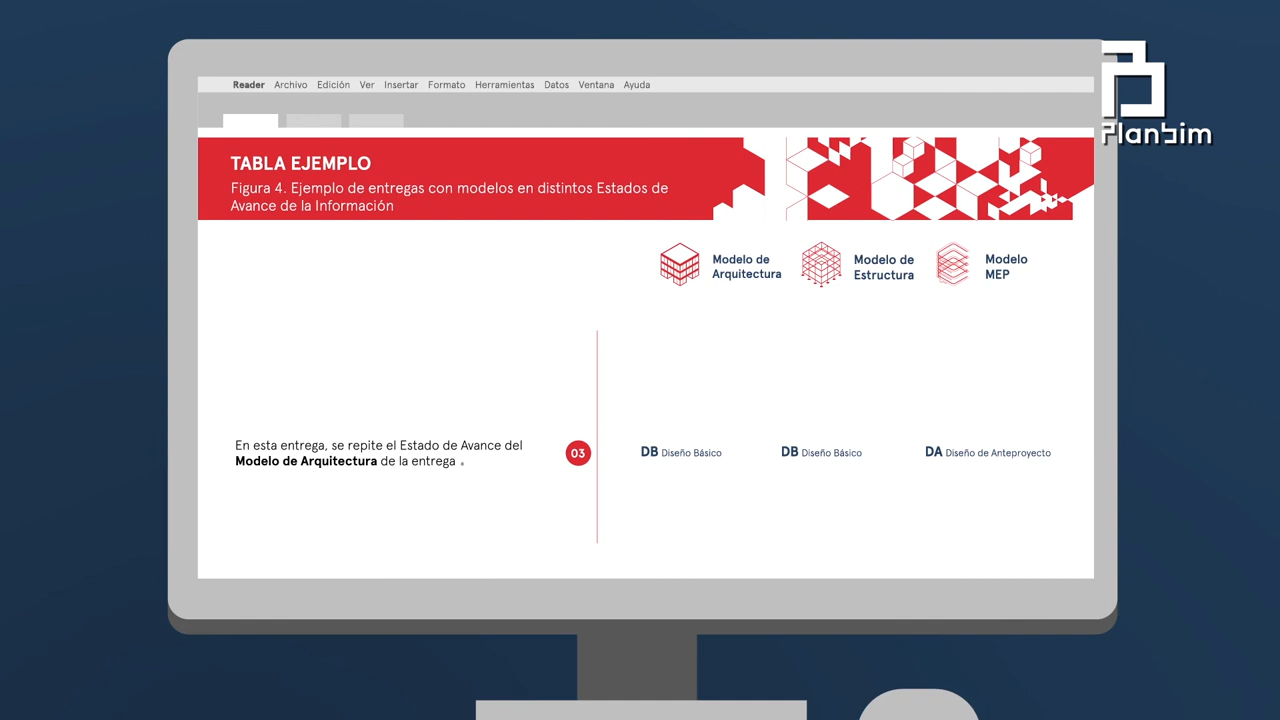 Reader Archivo Edición Ver Insertar Formato Herramientas Datos Ventana Ayuda
Planbim
TABLA EJEMPLO
Figura 4. Ejemplo de entregas con modelos en distintos Estados de
Avance de la Información
Modelo de
Arquitectura
Modelo de
Estructura
Modelo
MEP
En esta entrega, se repite el Estado de Avance del
Modelo de Arquitectura de la entrega
03
DB Diseño Básico
DB Diseño Básico
DA Diseño de Anteproyecto